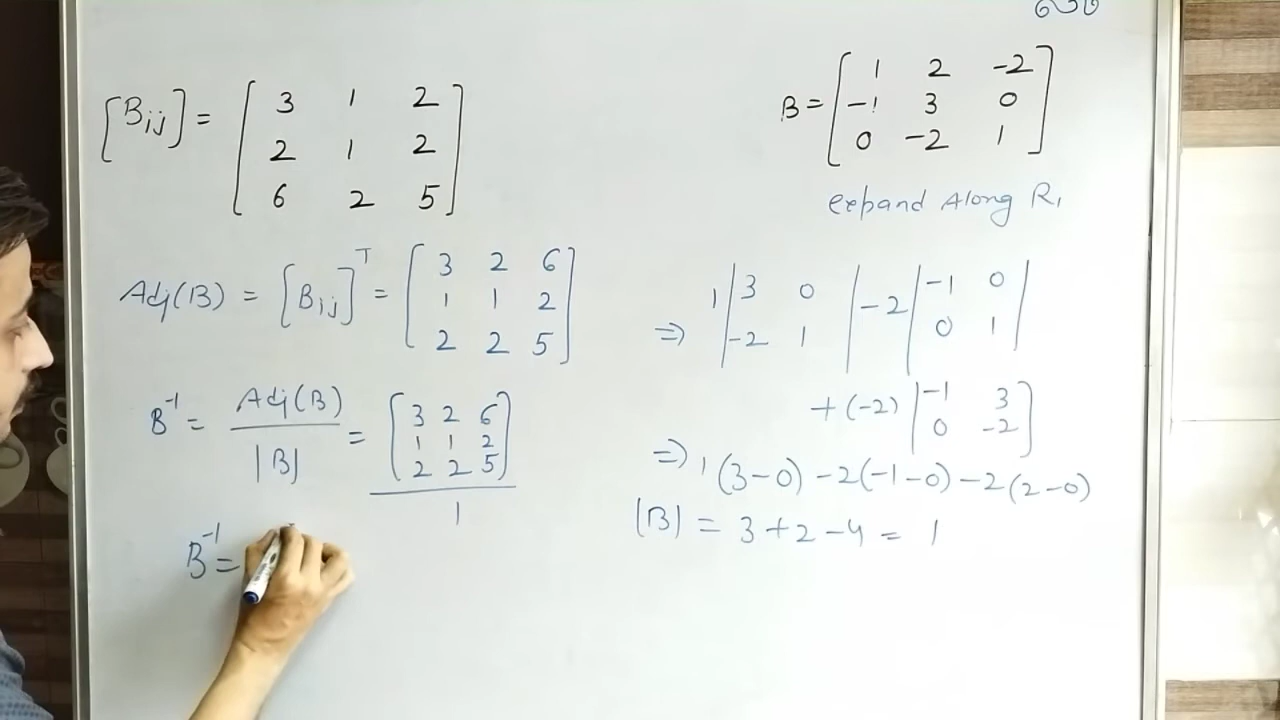 [Bij] = [3 1 2
2 1 2
6 2 5]
Adj(B) = [Bij]^T = [3 2 6
1 1 2
2 2 5]
B^-1 = Adj(B) / |B| = [3 2 6
1 1 2
2 2 5] / 1
B^-1 =
B = [1 2 -2
-1 3 0
0 -2 1]
expand Along R1
=> 1 |3 0
-2 1| -2 |-1 0
0 1|
+ (-2) |-1 3
0 -2]
=> 1(3-0) -2(-1-0) -2(2-0)
|B| = 3+2-4 = 1